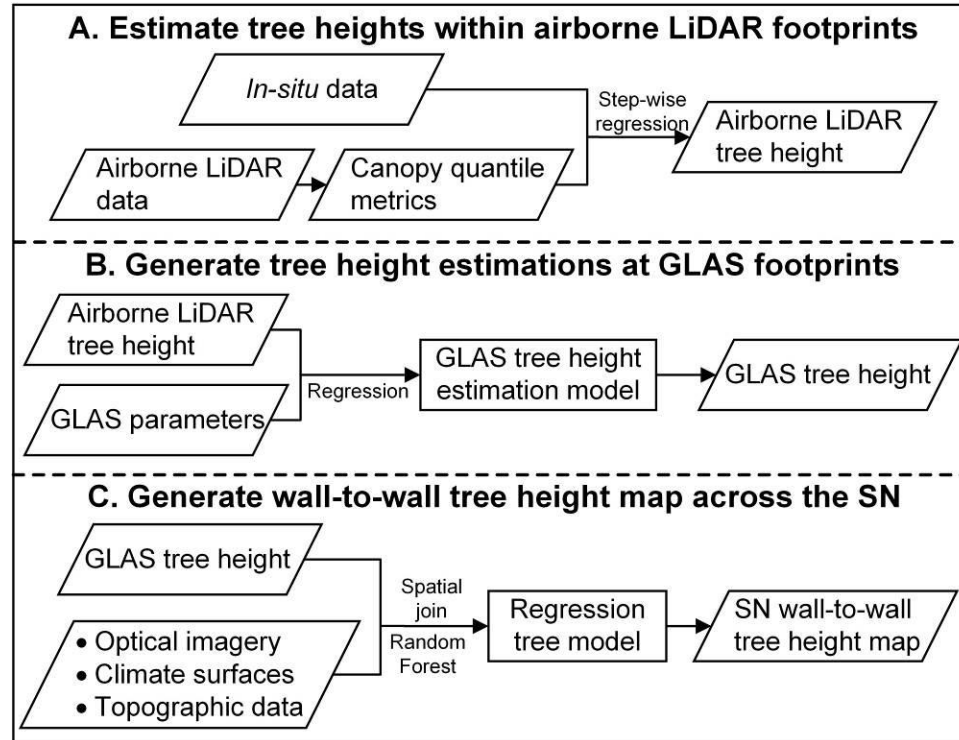 A. Estimate tree heights within airborne LiDAR footprints
In-situ data
Step-wise
regression
Airborne LiDAR
tree height
Airborne LiDAR
data
Canopy quantile
metrics
B. Generate tree height estimations at GLAS footprints
Airborne LiDAR
tree height
GLAS parameters
Regression
GLAS tree height
estimation model
GLAS tree height
C. Generate wall-to-wall tree height map across the SN
GLAS tree height
• Optical imagery
• Climate surfaces
• Topographic data
Spatial
join
Random
Forest
Regression
tree model
SN wall-to-wall
tree height map